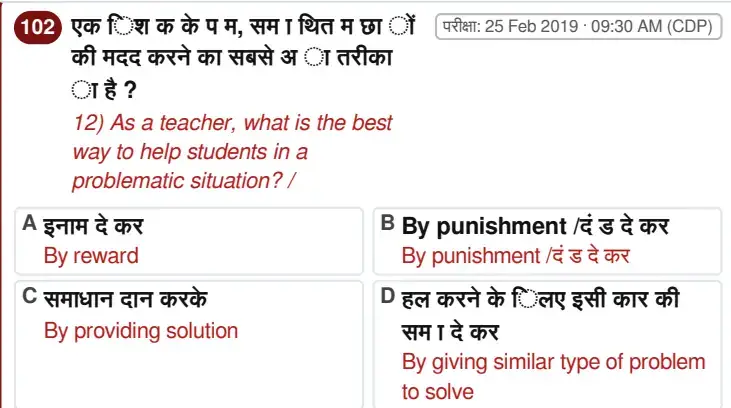 102 एक िश क के प म, सम ा थित म छा ों परीक्षा: 25 Feb 2019 · 09:30 AM (CDP)
की मदद करने का सबसे अ ा तरीका
ा है ?
12) As a teacher, what is the best
way to help students in a
problematic situation? /
A इनाम दे कर
By reward
B By punishment /दं ड दे कर
By punishment /दं ड दे कर
C समाधान दान करके
By providing solution
D हल करने के िलए इसी कार की
सम ा दे कर
By giving similar type of problem
to solve